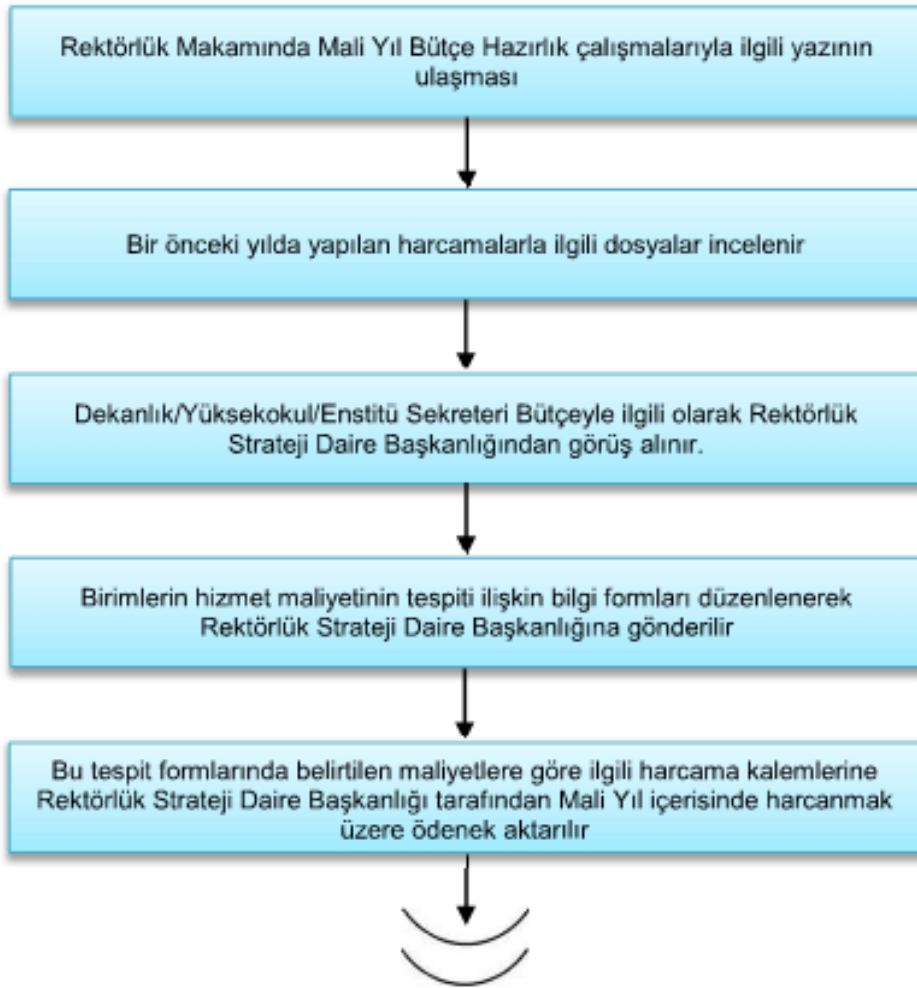 Rektörlük Makamında Mali Yıl Bütçe Hazırlık çalışmalarıyla ilgili yazının
ulaşması
Bir önceki yılda yapılan harcamalarla ilgili dosyalar incelenir
Dekanlık/Yüksekokul/Enstitü Sekreteri Bütçeyle ilgili olarak Rektörlük
Strateji Daire Başkanlığından görüş alınır.
Birimlerin hizmet maliyetinin tespiti ilişkin bilgi formları düzenlenerek
Rektörlük Strateji Daire Başkanlığına gönderilir
Bu tespit formlarında belirtilen maliyetlere göre ilgili harcama kalemlerine
Rektörlük Strateji Daire Başkanlığı tarafından Mali Yıl içerisinde harcanmak
üzere ödenek aktarılır